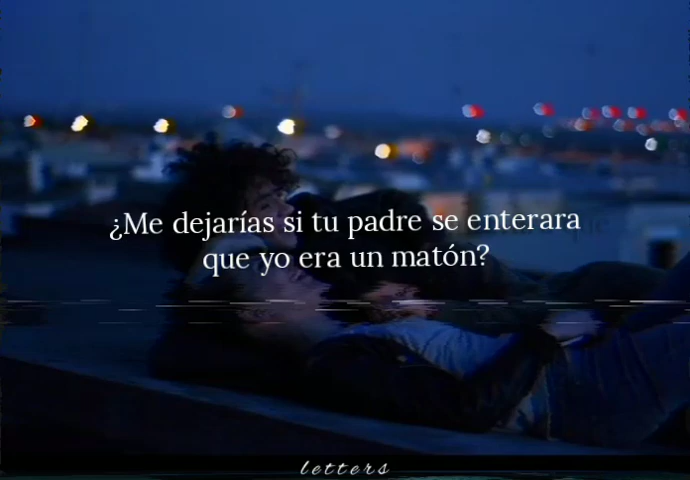 ¿Me dejarías si tu padre se enterara
que yo era un matón?
letters